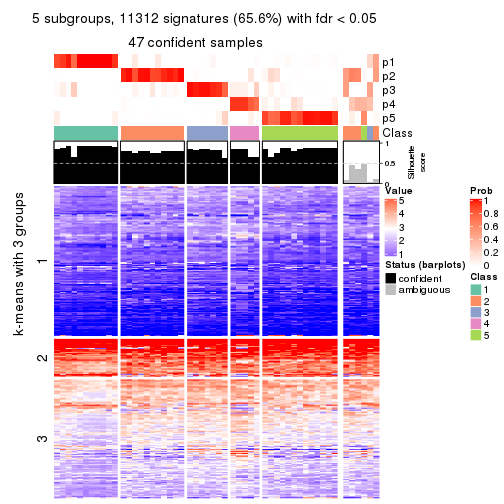 5 subgroups, 11312 signatures (65.6%) with fdr < 0.05
47 confident samples
p1
p2
p3
p4
p5
Class
1
0.5
0
Silhouette
score
k-means with 3 groups
1
2
3
Value
5
4
3
2
1
Status (barplots)
confident
ambiguous
Prob
1
0.8
0.6
0.4
0.2
0
Class
1
2
3
4
5